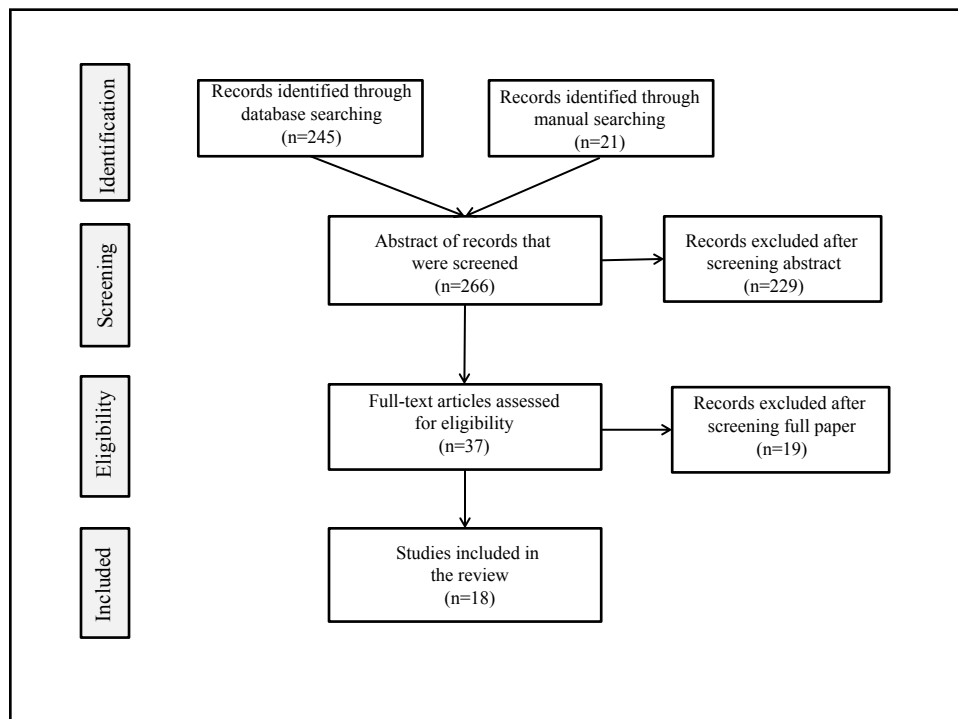 Identification
Records identified through
database searching
(n=245)
Records identified through
manual searching
(n=21)
Screening
Abstract of records that
were screened
(n=266)
Records excluded after
screening abstract
(n=229)
Eligibility
Full-text articles assessed
for eligibility
(n=37)
Records excluded after
screening full paper
(n=19)
Included
Studies included in
the review
(n=18)